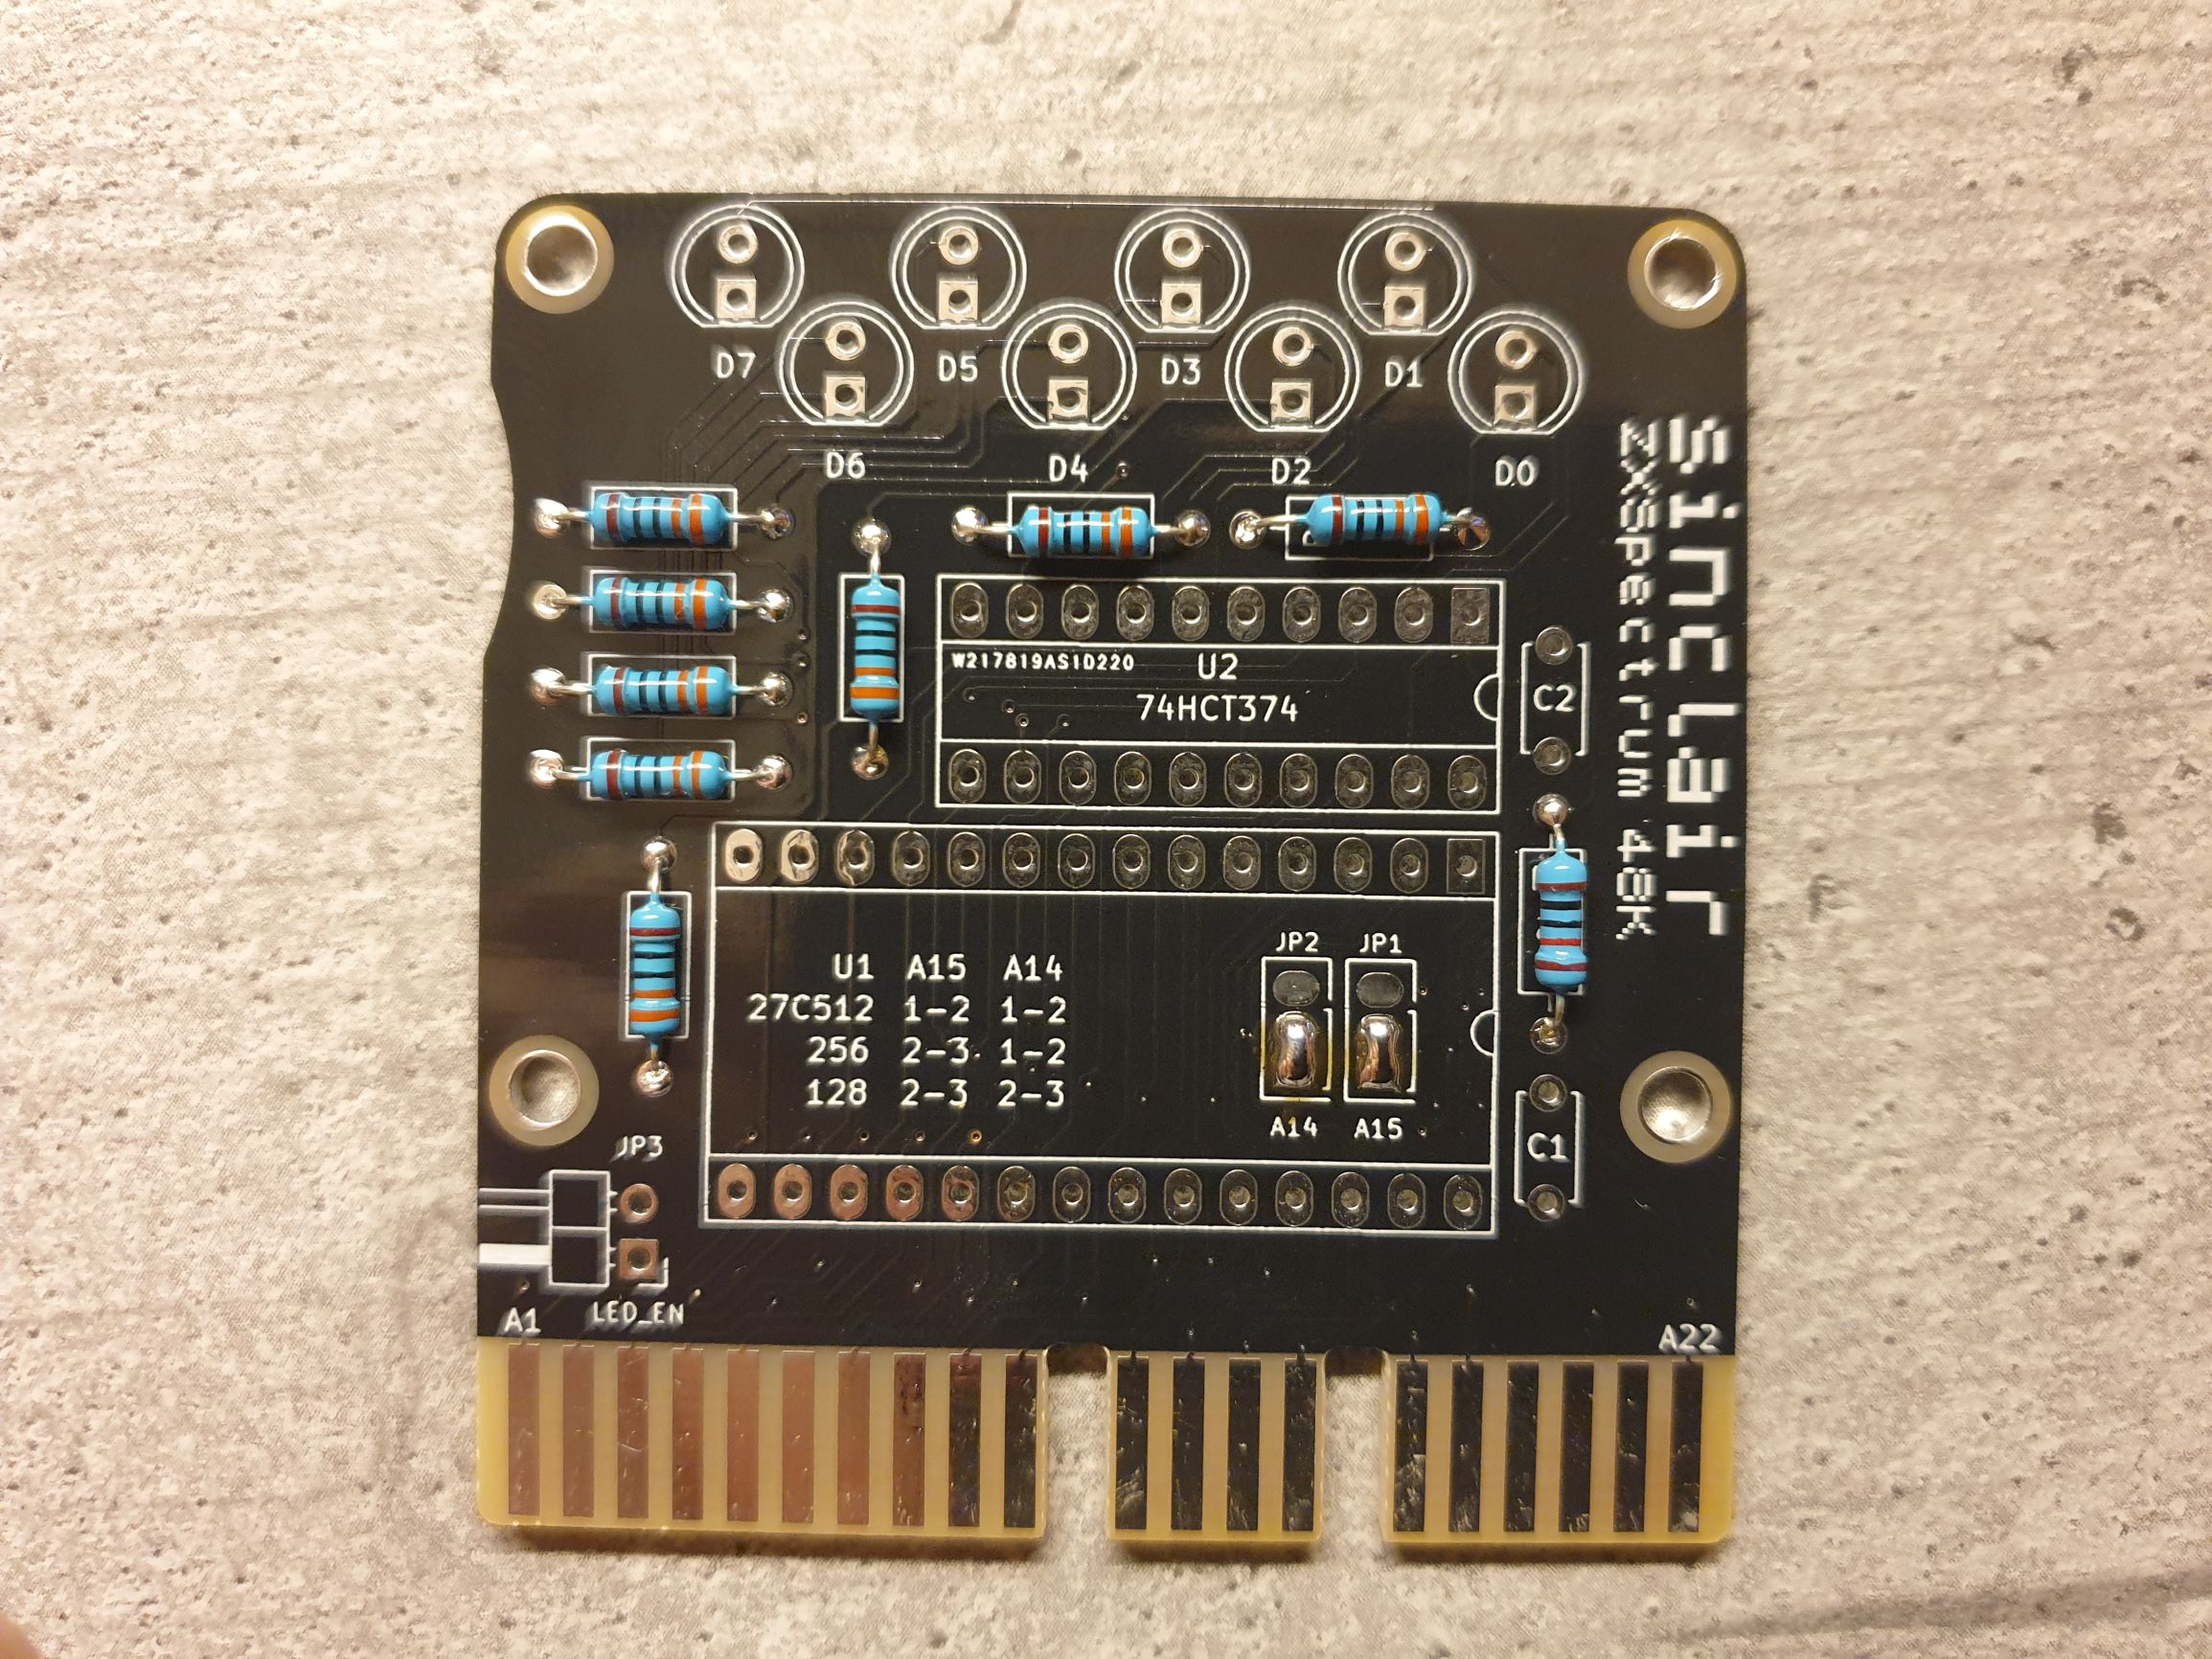 D7
D5
D3
D1
D6
D4
D2
D0
sinclair
ZXSpectrum 48K
W217819ASID220
U2
74HCT374
C2
JP2 JP1
U1 A15 A14
27C512 1-2 1-2
256 2-3 1-2
128 2-3 2-3
A14 A15
C1
JP3
LED_EN
A1
A22